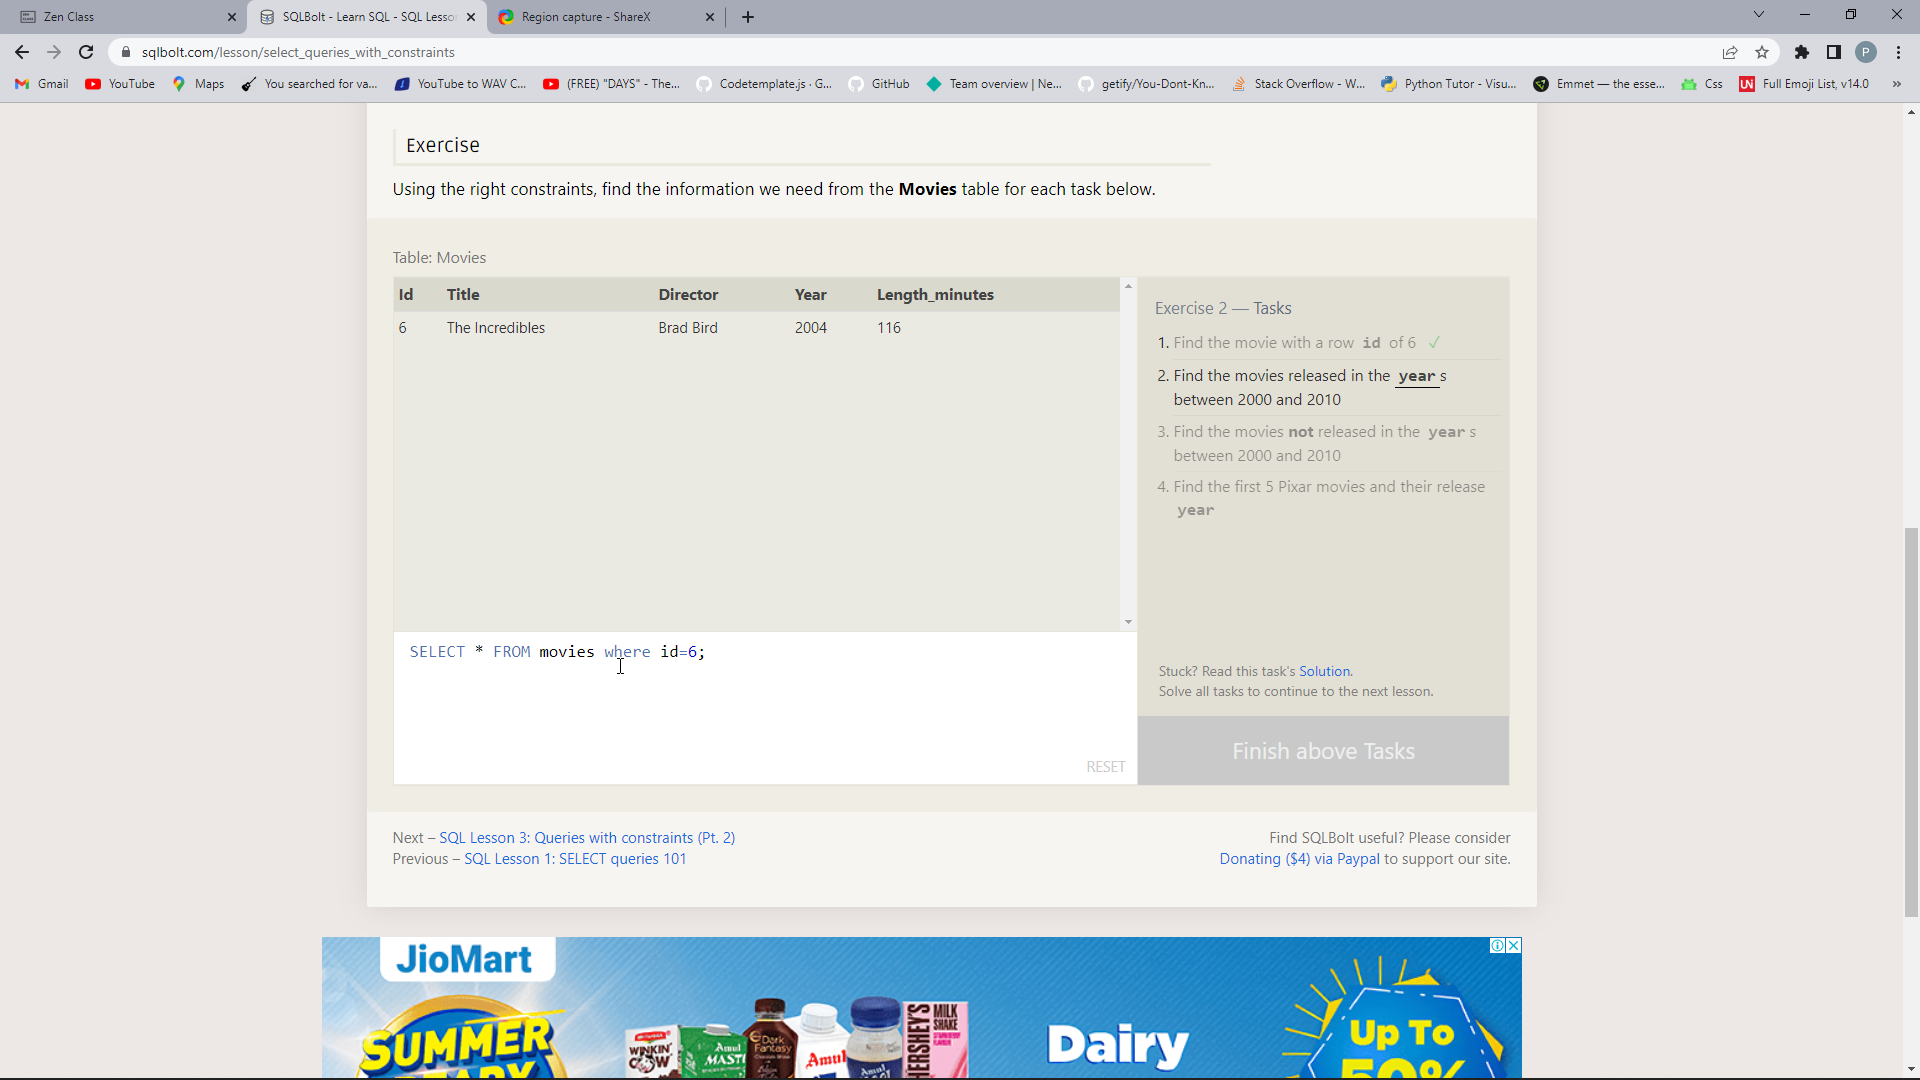 Zen Class
SQLBolt - Learn SQL - SQL Lesso
Region capture - ShareX
sqlbolt.com/lesson/select_queries_with_constraints
P
Gmail
YouTube
Maps
You searched for va...
YouTube to WAV C...
(FREE) "DAYS" - The...
Codetemplate.js · G...
GitHub
Team overview | Ne...
getify/You-Dont-Kn...
Stack Overflow - W...
Python Tutor - Visu...
Emmet — the esse...
Css
Full Emoji List, v14.0
»
Exercise
Using the right constraints, find the information we need from the Movies table for each task below.
Table: Movies
Id Title Director Year Length_minutes
6 The Incredibles Brad Bird 2004 116
Exercise 2 — Tasks
1. Find the movie with a row id of 6 ✓
2. Find the movies released in the year s
between 2000 and 2010
3. Find the movies not released in the year s
between 2000 and 2010
4. Find the first 5 Pixar movies and their release
year
SELECT * FROM movies where id=6;
RESET
Stuck? Read this task's Solution.
Solve all tasks to continue to the next lesson.
Finish above Tasks
Next – SQL Lesson 3: Queries with constraints (Pt. 2)
Previous – SQL Lesson 1: SELECT queries 101
Find SQLBolt useful? Please consider
Donating ($4) via Paypal to support our site.
JioMart
SUMMER
WINKIN'
COW
Amul
MASTI
Dark
Fantasy
Amul
Amul
HERSHEY'S
MILK
SHAKE
Dairy
Up To
50%